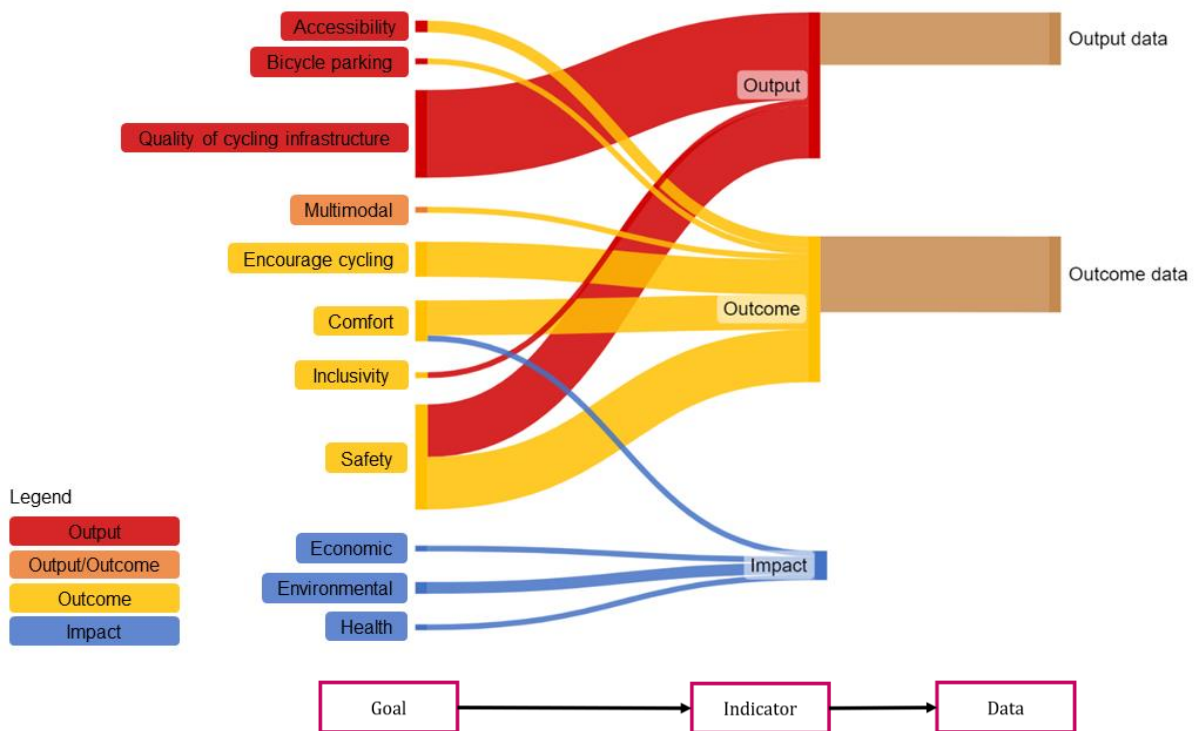 Accessibility
Bicycle parking
Quality of cycling infrastructure
Multimodal
Encourage cycling
Comfort
Inclusivity
Safety
Economic
Environmental
Health
Output
Outcome
Impact
Output data
Outcome data
Legend
Output
Output/Outcome
Outcome
Impact
Goal
Indicator
Data